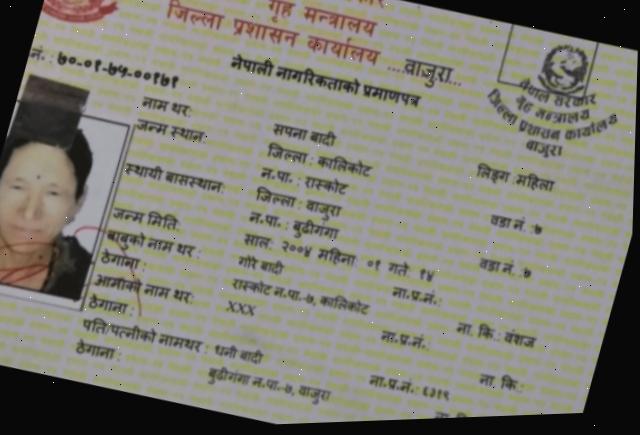 गृह मन्त्रालय
जिल्ला प्रशासन कार्यालय ....वाजुरा...
नं.: ७०-०१-७५-००१७१
नेपाली नागरिकताको प्रमाणपत्र
नेपाल सरकार
गृह मन्त्रालय
जिल्ला प्रशासन कार्यालय
वाजुरा
नाम थर: सपना बादी लिङ्ग :महिला
जन्म स्थान: जिल्ला : कालिकोट
न.पा. : रास्कोट वडा नं. :७
स्थायी बासस्थान: जिल्ला : वाजुरा
न.पा. : बुढीगंगा वडा नं. :७
जन्म मिति: साल: २००४ महिना: ०१ गते: १४
बाबुको नाम थर : गोरे बादी ना.प्र.नं.:
ठेगाना : रास्कोट न.पा.-७, कालिकोट ना. कि.: वंशज
आमाको नाम थर: XXX ना.प्र.नं.:
ठेगाना : ना. कि.:
पति/पत्नीको नामथर : धनी बादी ना.प्र.नं.: ६३१९
ठेगाना : बुढीगंगा न.पा.-७, वाजुरा